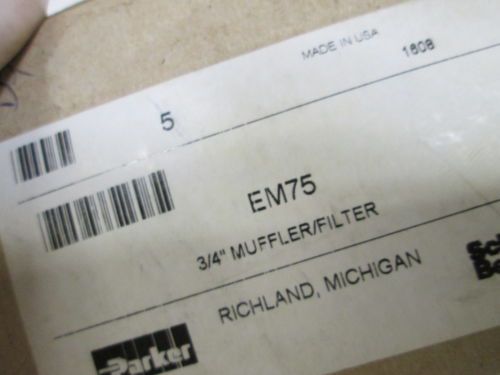 MADE IN USA
1608
5
EM75
3/4" MUFFLER/FILTER
RICHLAND, MICHIGAN
Parker